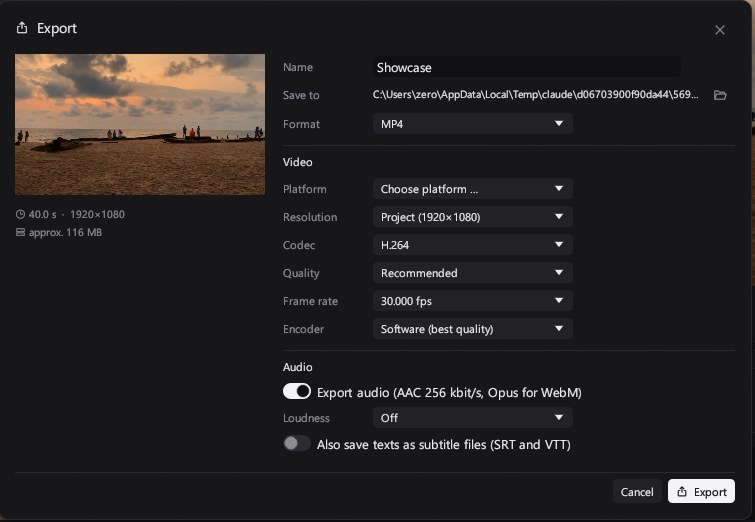 Export
Name
Showcase
Save to
C:\Users\zero\AppData\Local\Temp\claude\d06703900f90da44\569...
Format
MP4
Video
40.0 s · 1920×1080
approx. 116 MB
Platform
Choose platform ...
Resolution
Project (1920×1080)
Codec
H.264
Quality
Recommended
Frame rate
30.000 fps
Encoder
Software (best quality)
Audio
Export audio (AAC 256 kbit/s, Opus for WebM)
Loudness
Off
Also save texts as subtitle files (SRT and VTT)
Cancel
Export